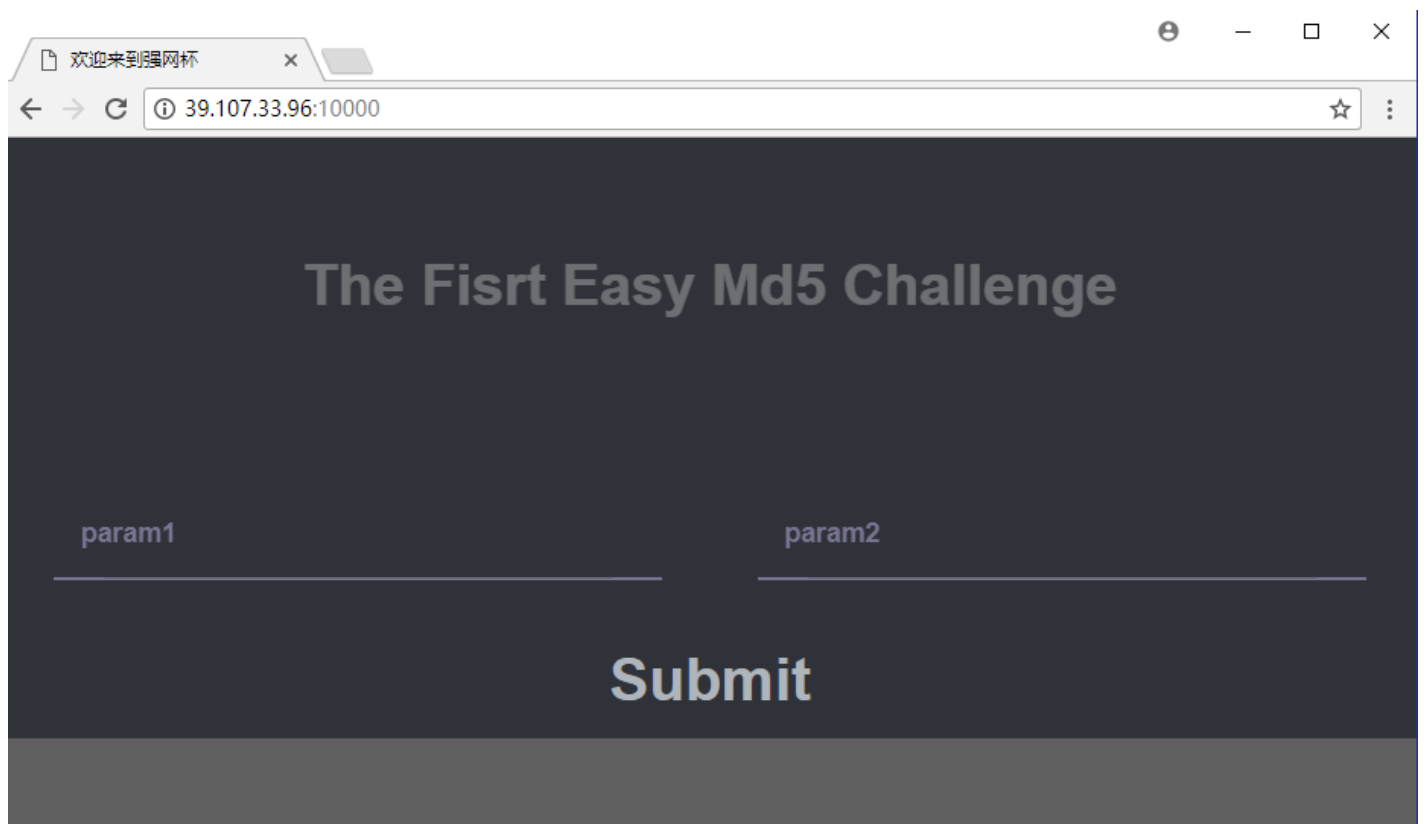 欢迎来到强网杯
39.107.33.96:10000
The Fisrt Easy Md5 Challenge
param1 param2
Submit